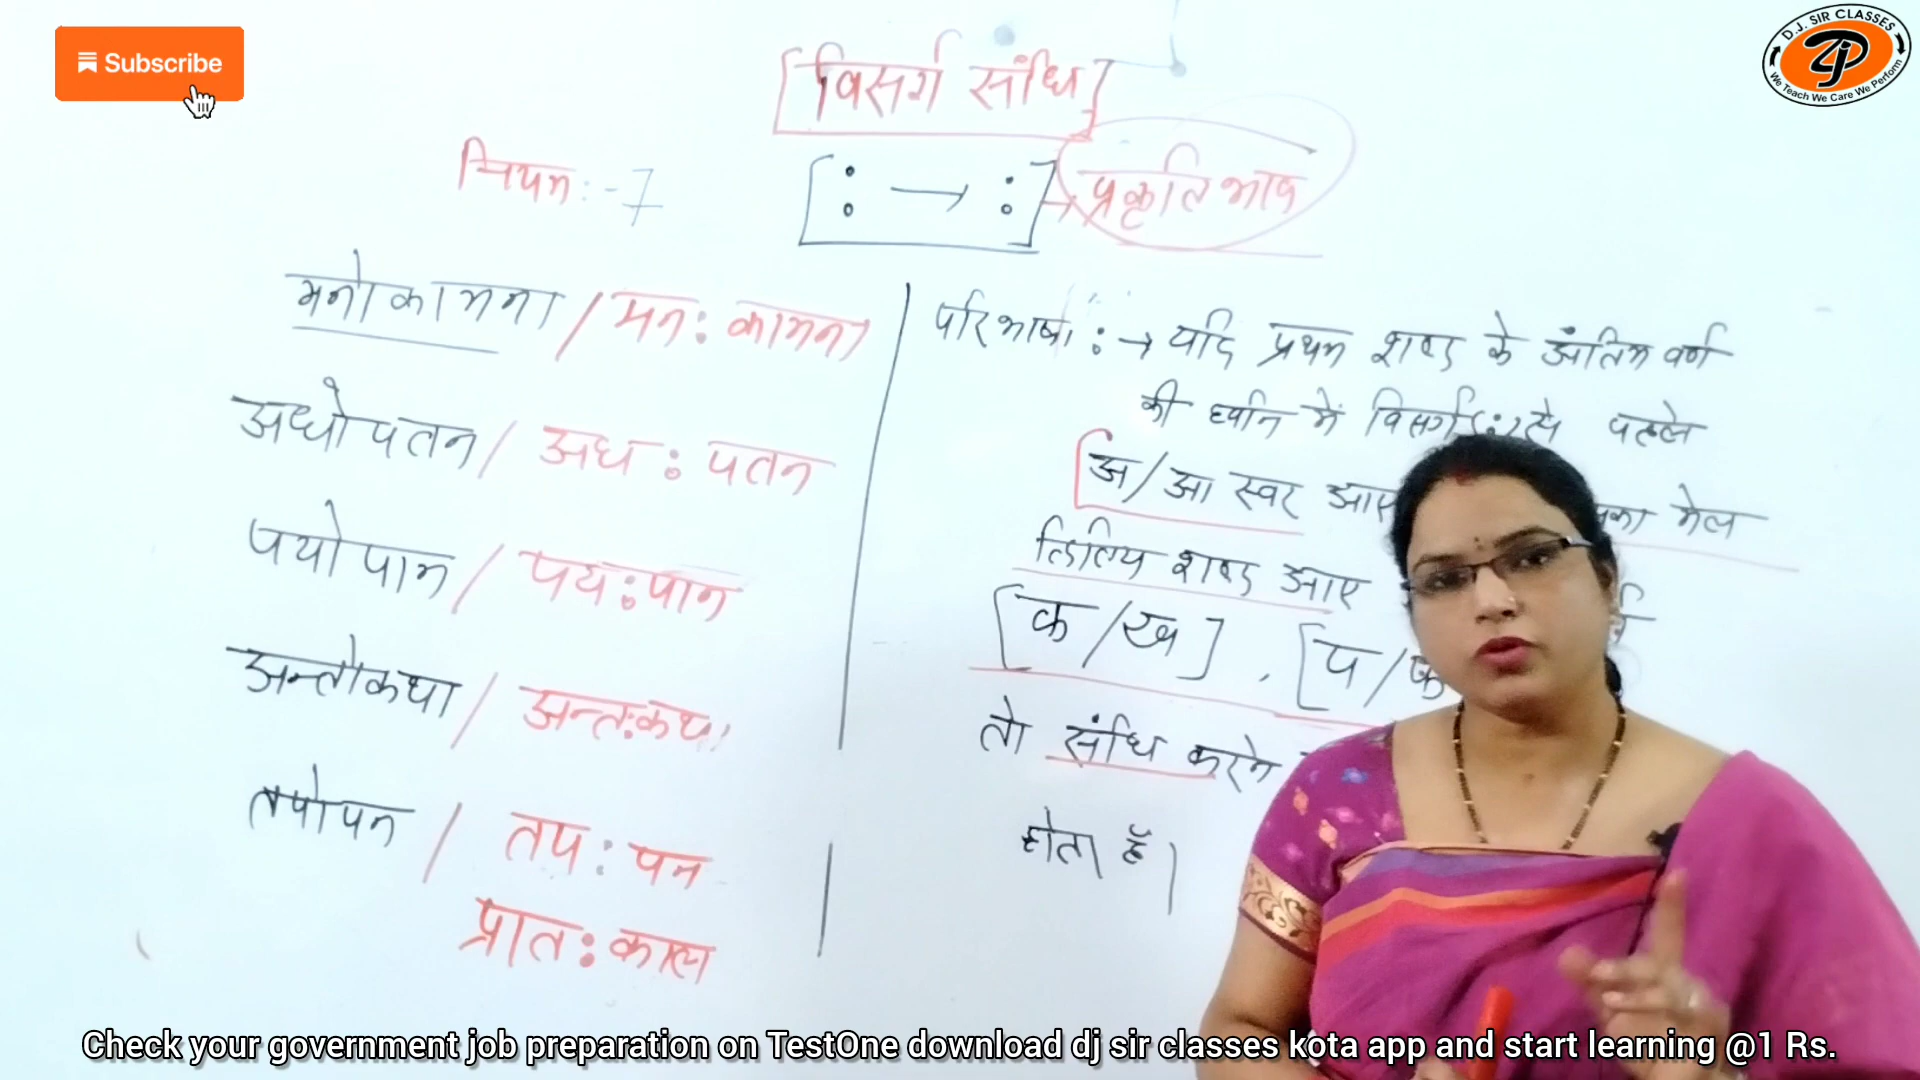 Subscribe
D.J. SIR CLASSES
We Teach We Care We Perform
[विसर्ग संधि]
नियम:-7 [: → :] → प्रकृति भाव
मनोकामना / मन: कामना
अधोपतन / अध: पतन
पयोपान / पय:पान
अन्तोकथा / अन्त:कथा
तपोवन / तप: वन
प्रात: काल
परिभाषा :→ यदि प्रथम शब्द के अंतिम वर्ण
की ध्वनि में विसर्ग(:) से पहले
अ/आ स्वर आए मेल
द्वितिय शब्द आए
[क/ख], [प/फ
तो संधि करने
होता है।
Check your government job preparation on TestOne download dj sir classes kota app and start learning @1 Rs.